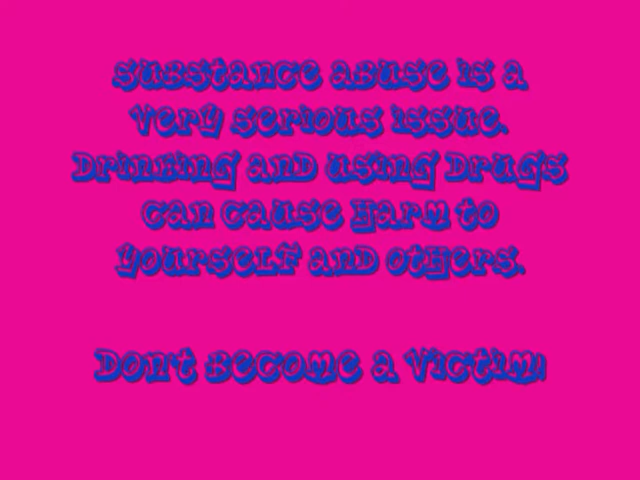 Substance abuse is a
very serious issue.
Drinking and using drugs
can cause harm to
yourself and others.
Don't become a victim!